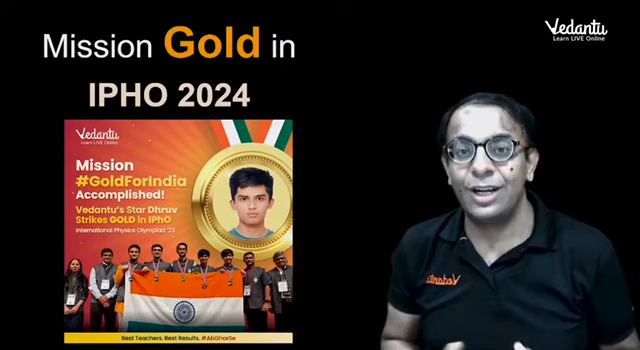 Mission Gold in
IPHO 2024
Vedantu
Learn LIVE Online
Vedantu
Learn LIVE Online
Mission
#GoldForIndia
Accomplished!
Vedantu's Star Dhruv
Strikes GOLD in IPhO
International Physics Olympiad '23
Best Teachers. Best Results. #AbGharSe
Vedantu